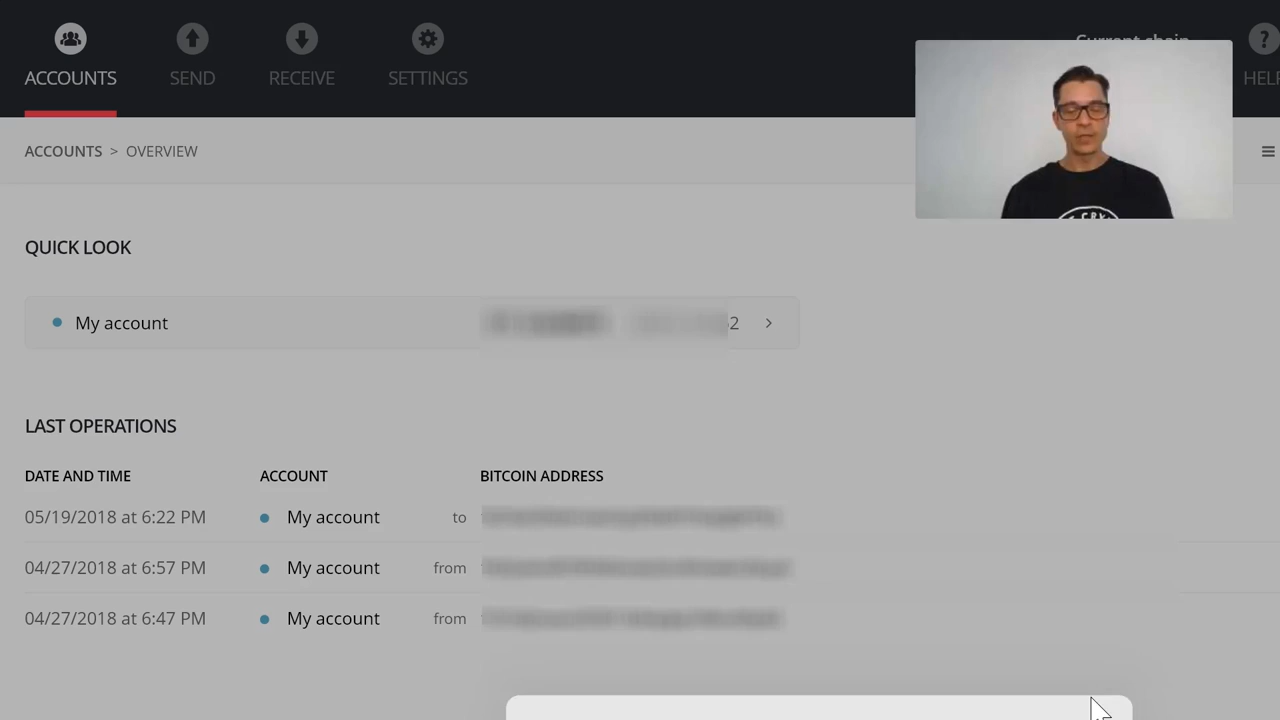 ACCOUNTS SEND RECEIVE SETTINGS Current chain HELP
ACCOUNTS > OVERVIEW
QUICK LOOK
My account 2 >
LAST OPERATIONS
DATE AND TIME ACCOUNT BITCOIN ADDRESS
05/19/2018 at 6:22 PM My account to
04/27/2018 at 6:57 PM My account from
04/27/2018 at 6:47 PM My account from